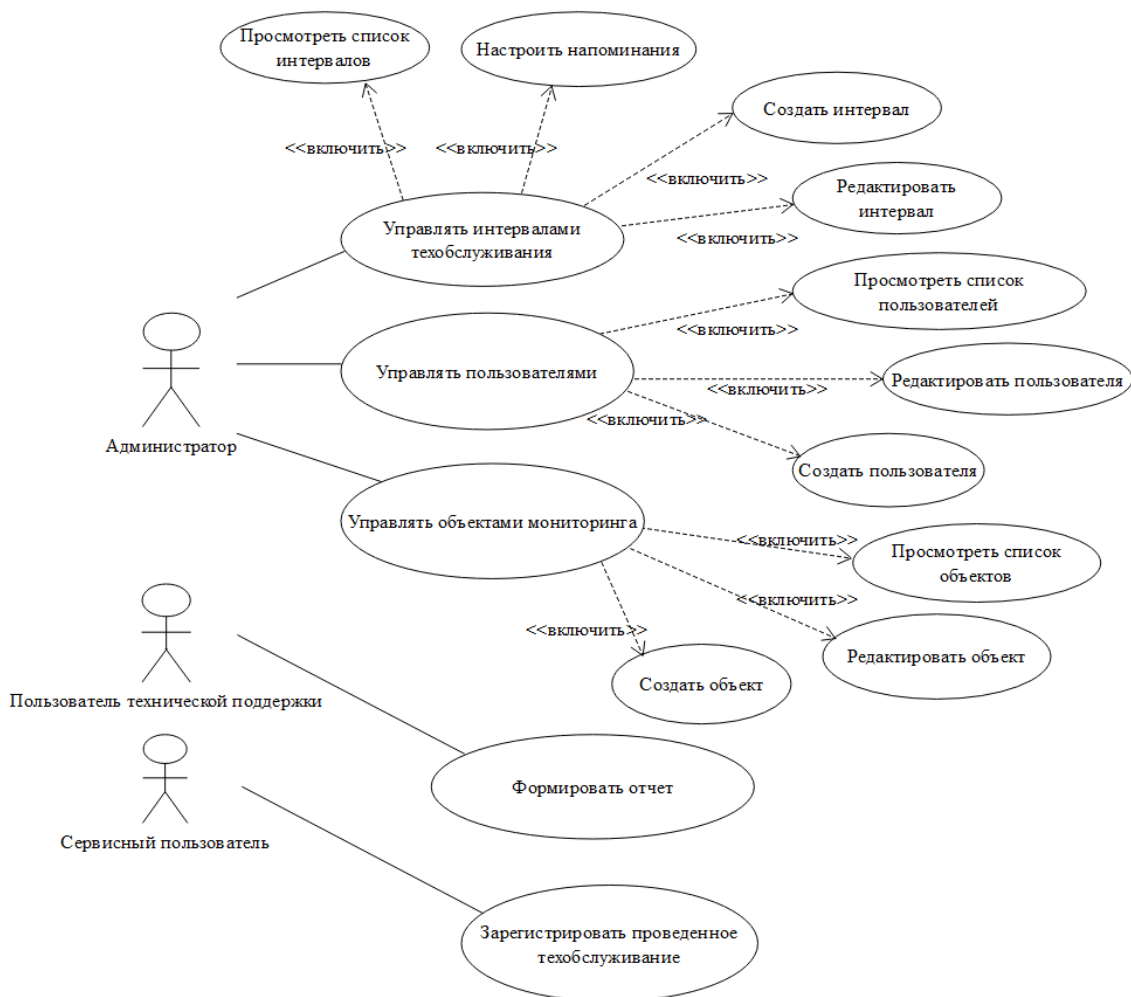 Просмотреть список
интервалов
Настроить напоминания
Создать интервал
<<включить>>
<<включить>>
<<включить>>
Редактировать
интервал
Управлять интервалами
техобслуживания
<<включить>>
Просмотреть список
пользователей
<<включить>>
Управлять пользователями
Редактировать пользователя
<<включить>>
<<включить>>
Администратор
Создать пользователя
Управлять объектами мониторинга
<<включить>>
Просмотреть список
объектов
<<включить>>
<<включить>>
Редактировать объект
Создать объект
Пользователь технической поддержки
Формировать отчет
Сервисный пользователь
Зарегистрировать проведенное
техобслуживание